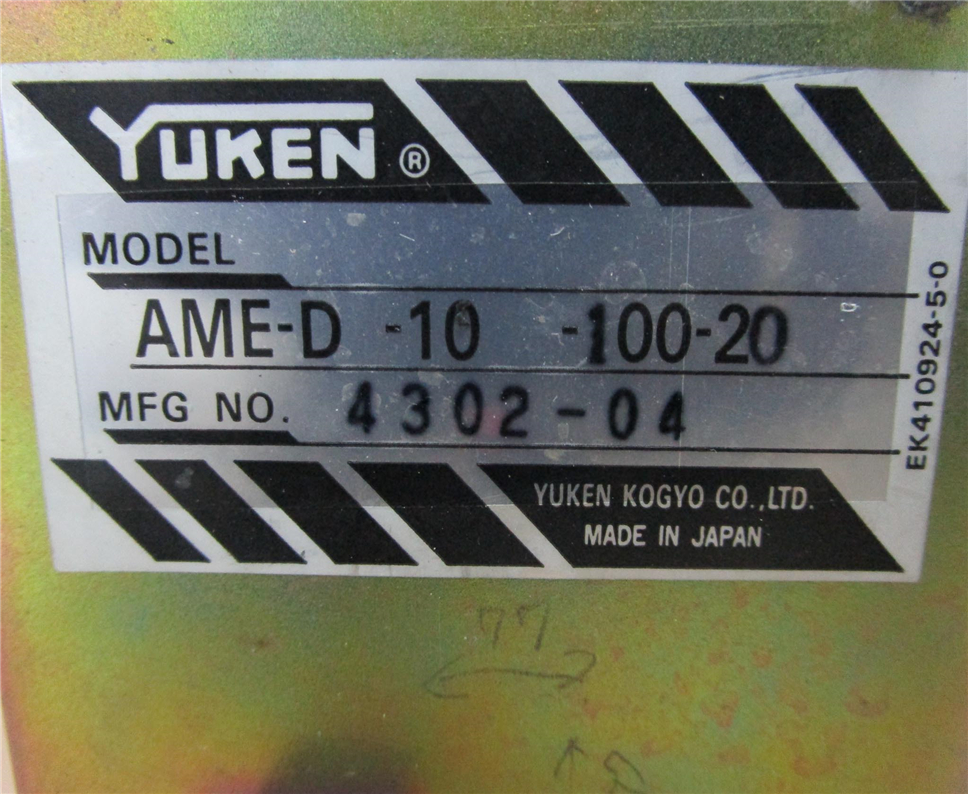 YUKEN ®
MODEL
AME-D -10 -100-20
MFG NO. 4302-04
YUKEN KOGYO CO.,LTD.
MADE IN JAPAN
EK410924-5-0
77